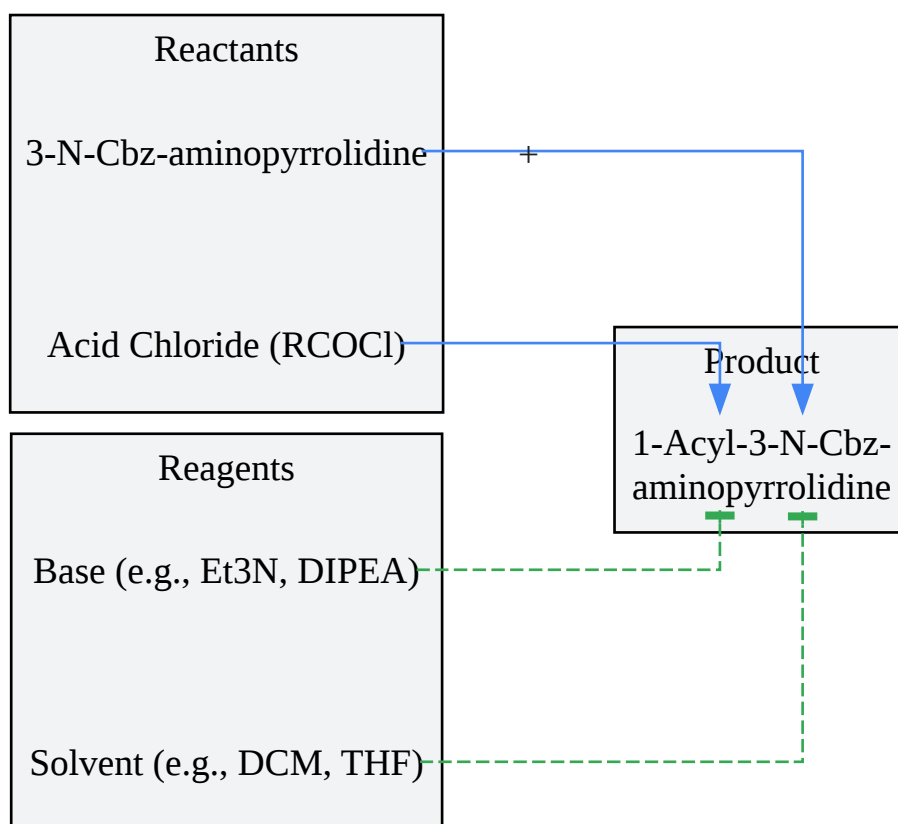 Reactants
3-N-Cbz-aminopyrrolidine
+
Acid Chloride (RCOCl)
Product
1-Acyl-3-N-Cbz-
aminopyrrolidine
Reagents
Base (e.g., Et3N, DIPEA)
Solvent (e.g., DCM, THF)